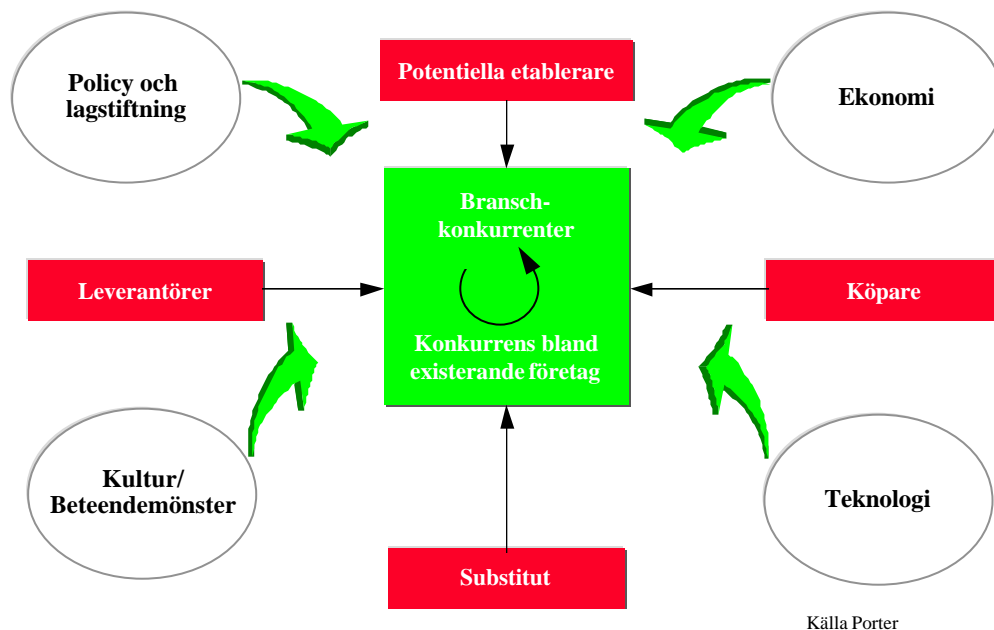 Policy och
lagstiftning
Potentiella etablerare
Ekonomi
Bransch-
konkurrenter
Leverantörer
Köpare
Konkurrens bland
existerande företag
Kultur/
Beteendemönster
Teknologi
Substitut
Källa Porter